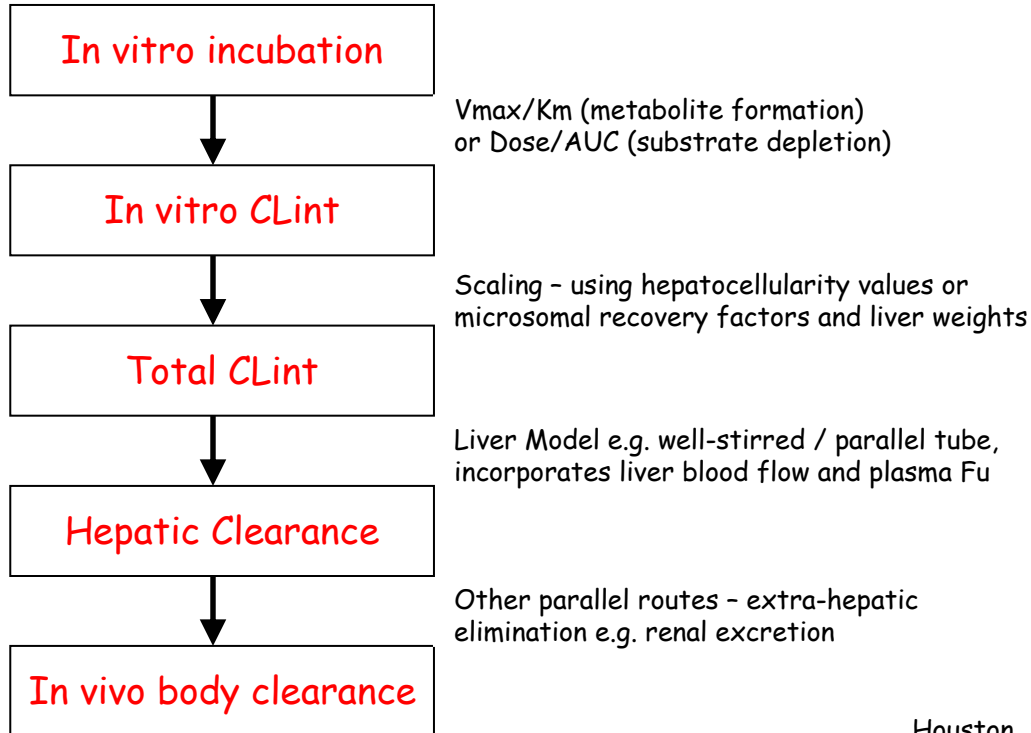 In vitro incubation
Vmax/Km (metabolite formation)
or Dose/AUC (substrate depletion)
In vitro CLint
Scaling – using hepatocellularity values or
microsomal recovery factors and liver weights
Total CLint
Liver Model e.g. well-stirred / parallel tube,
incorporates liver blood flow and plasma Fu
Hepatic Clearance
Other parallel routes – extra-hepatic
elimination e.g. renal excretion
In vivo body clearance
Houston